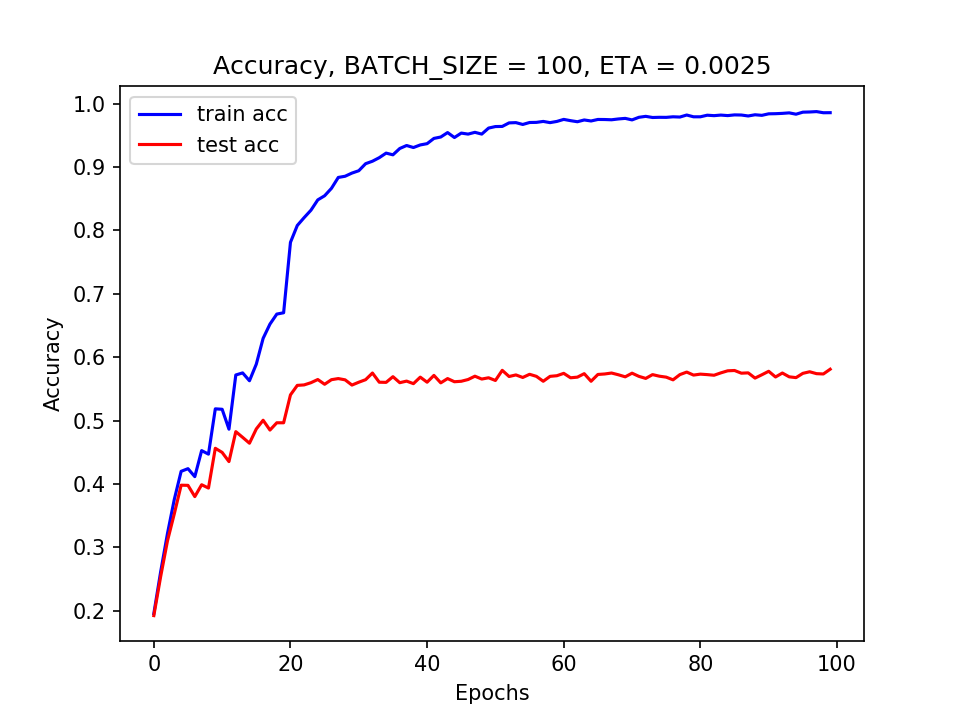 Accuracy, BATCH_SIZE = 100, ETA = 0.0025
train acc
test acc
1.0
0.9
0.8
0.7
0.6
0.5
0.4
0.3
0.2
Accuracy
0 20 40 60 80 100
Epochs